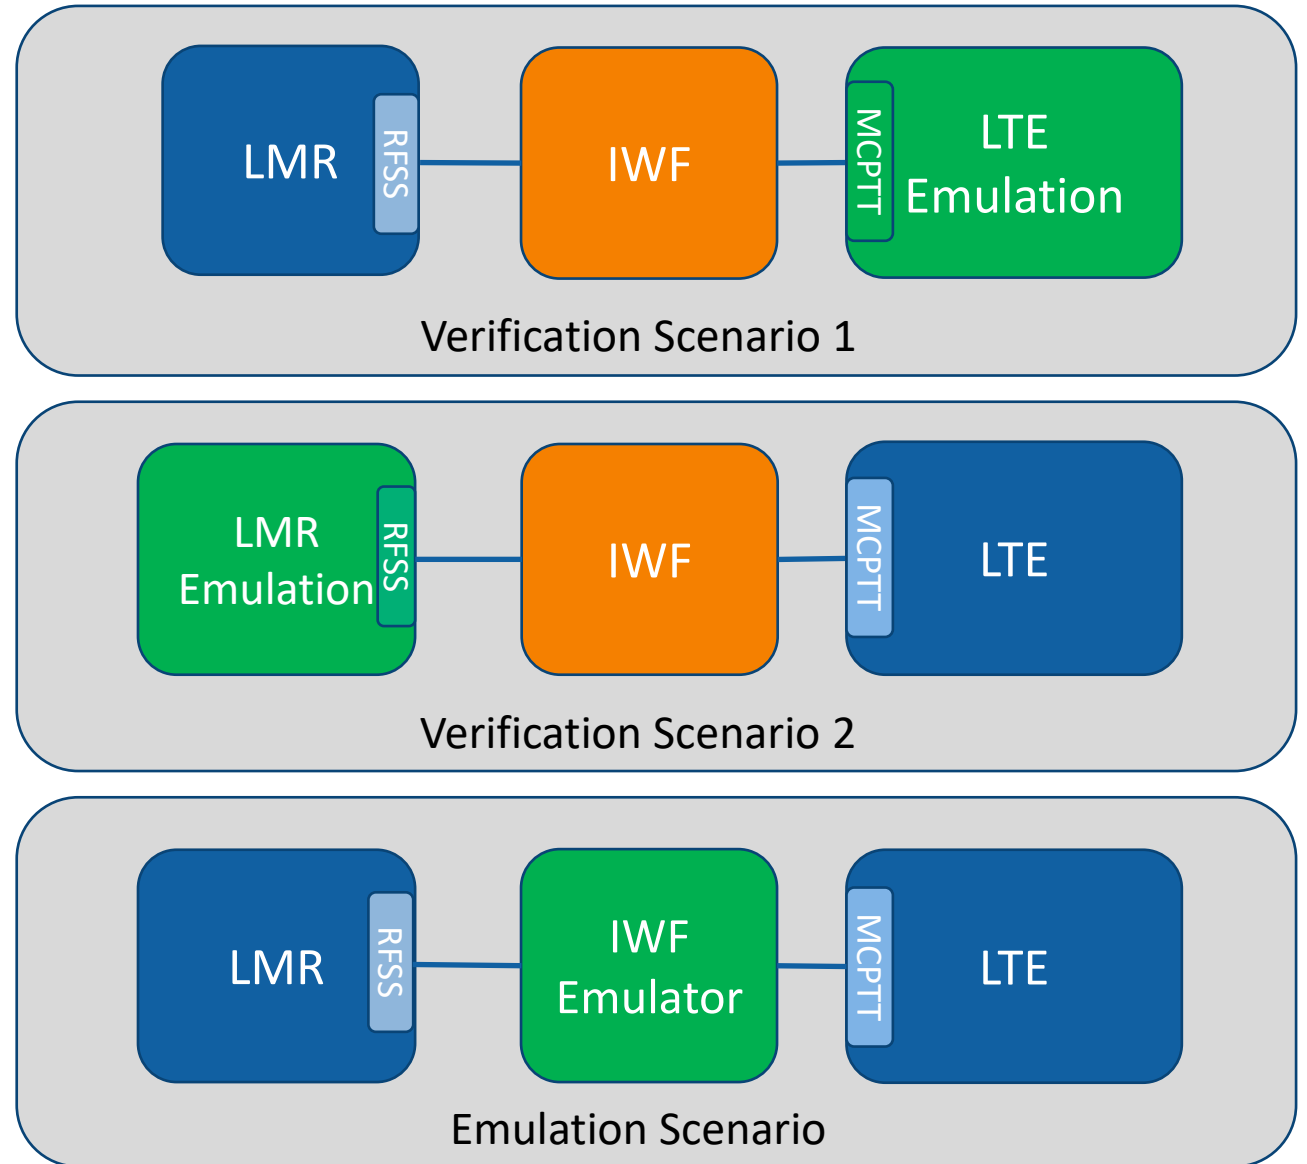 LMR
RFSS
IWF
MCPTT
LTE
Emulation
Verification Scenario 1
LMR
Emulation
RFSS
IWF
MCPTT
LTE
Verification Scenario 2
LMR
RFSS
IWF
Emulator
MCPTT
LTE
Emulation Scenario